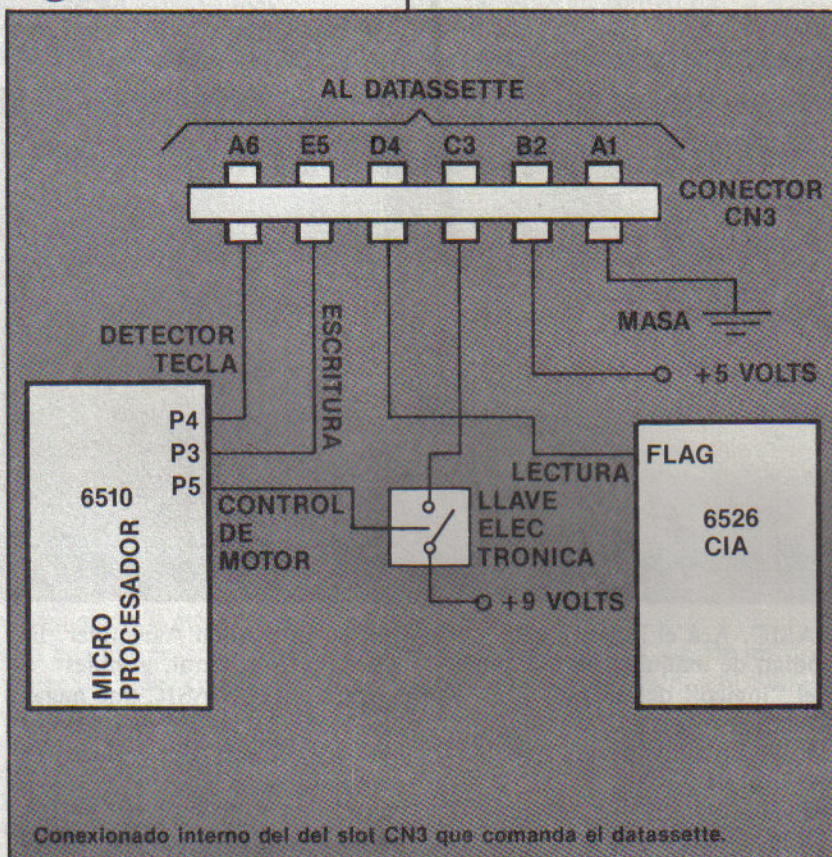 AL DATASSETTE
A6 E5 D4 C3 B2 A1
CONECTOR
CN3
DETECTOR
TECLA
ESCRITURA
MASA
+5 VOLTS
P4
P3
P5
6510
MICRO
PROCESADOR
CONTROL
DE
MOTOR
LECTURA
LLAVE
ELEC
TRONICA
+9 VOLTS
FLAG
6526
CIA
Conexionado interno del del slot CN3 que comanda el datassette.